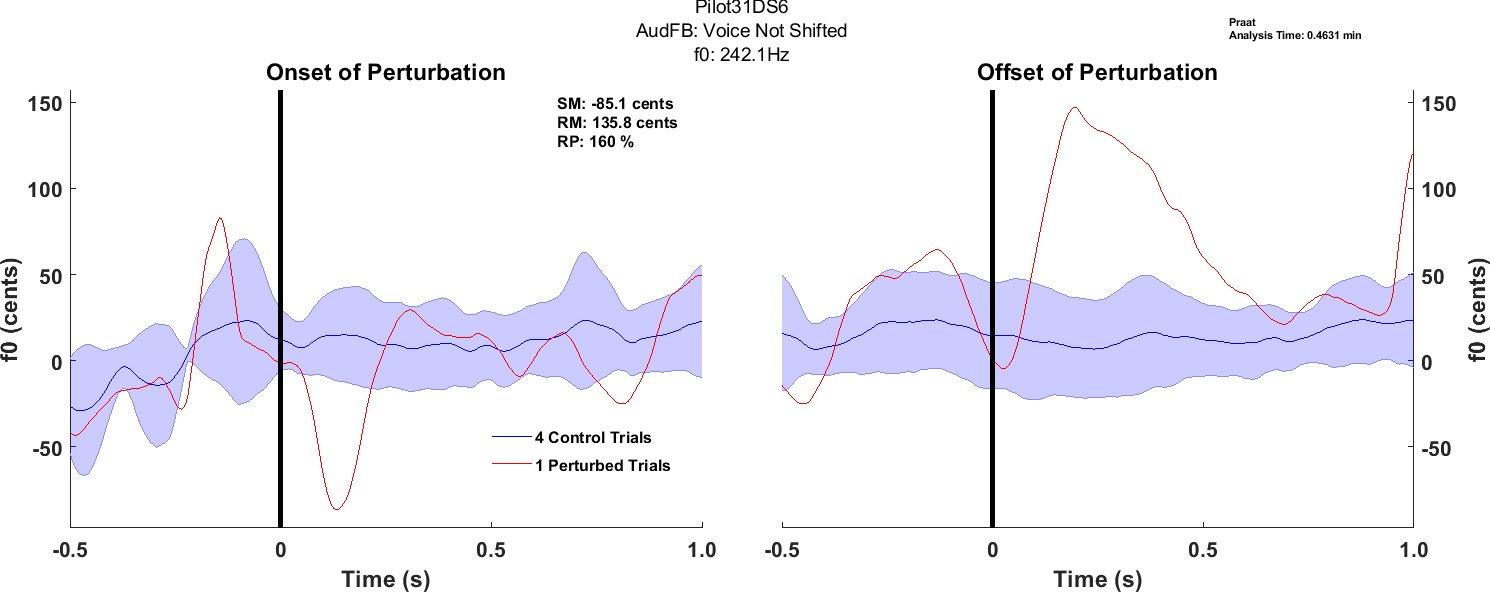 Pilot31DS6
AudFB: Voice Not Shifted
f0: 242.1Hz
Praat
Analysis Time: 0.4631 min
Onset of Perturbation
SM: -85.1 cents
RM: 135.8 cents
RP: 160 %
150
100
50
0
-50
f0 (cents)
4 Control Trials
1 Perturbed Trials
-0.5 0 0.5 1.0
Time (s)
Offset of Perturbation
150
100
50
0
-50
f0 (cents)
-0.5 0 0.5 1.0
Time (s)